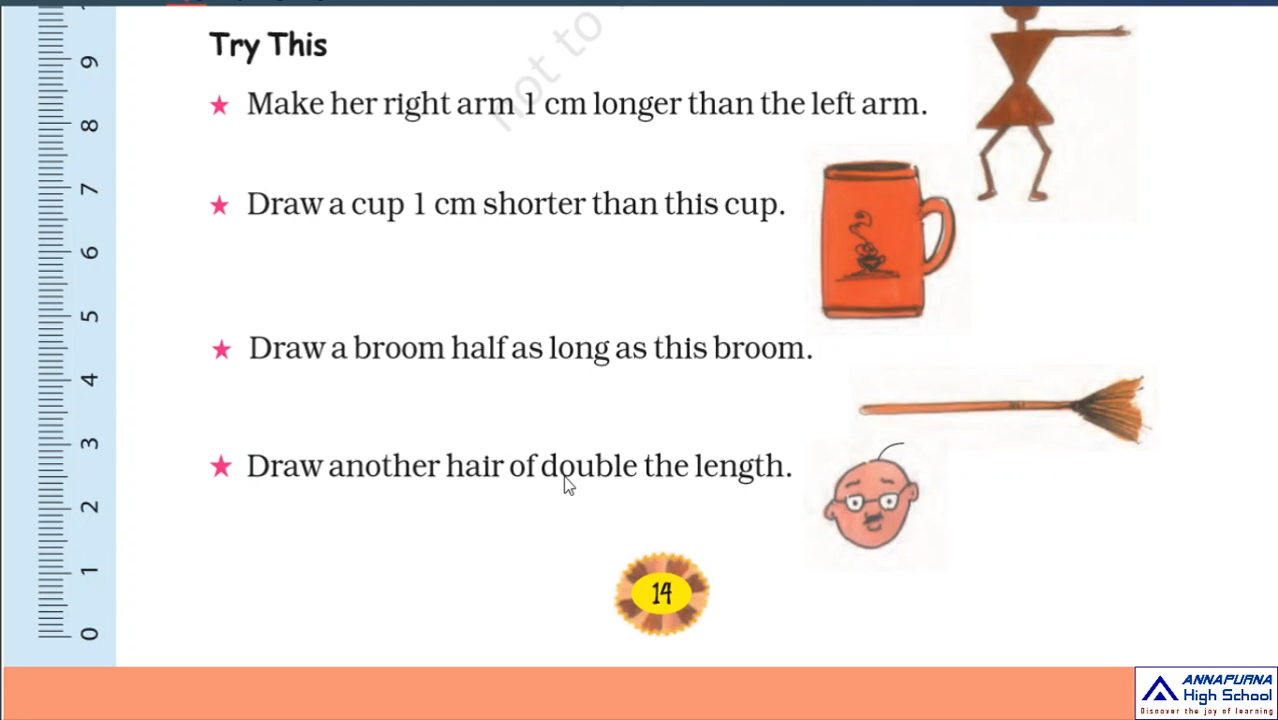 not to
Try This
★ Make her right arm 1 cm longer than the left arm.
★ Draw a cup 1 cm shorter than this cup.
★ Draw a broom half as long as this broom.
★ Draw another hair of double the length.
9
8
7
6
5
4
3
2
1
0
14
ANNAPURNA
High School
Discover the joy of learning